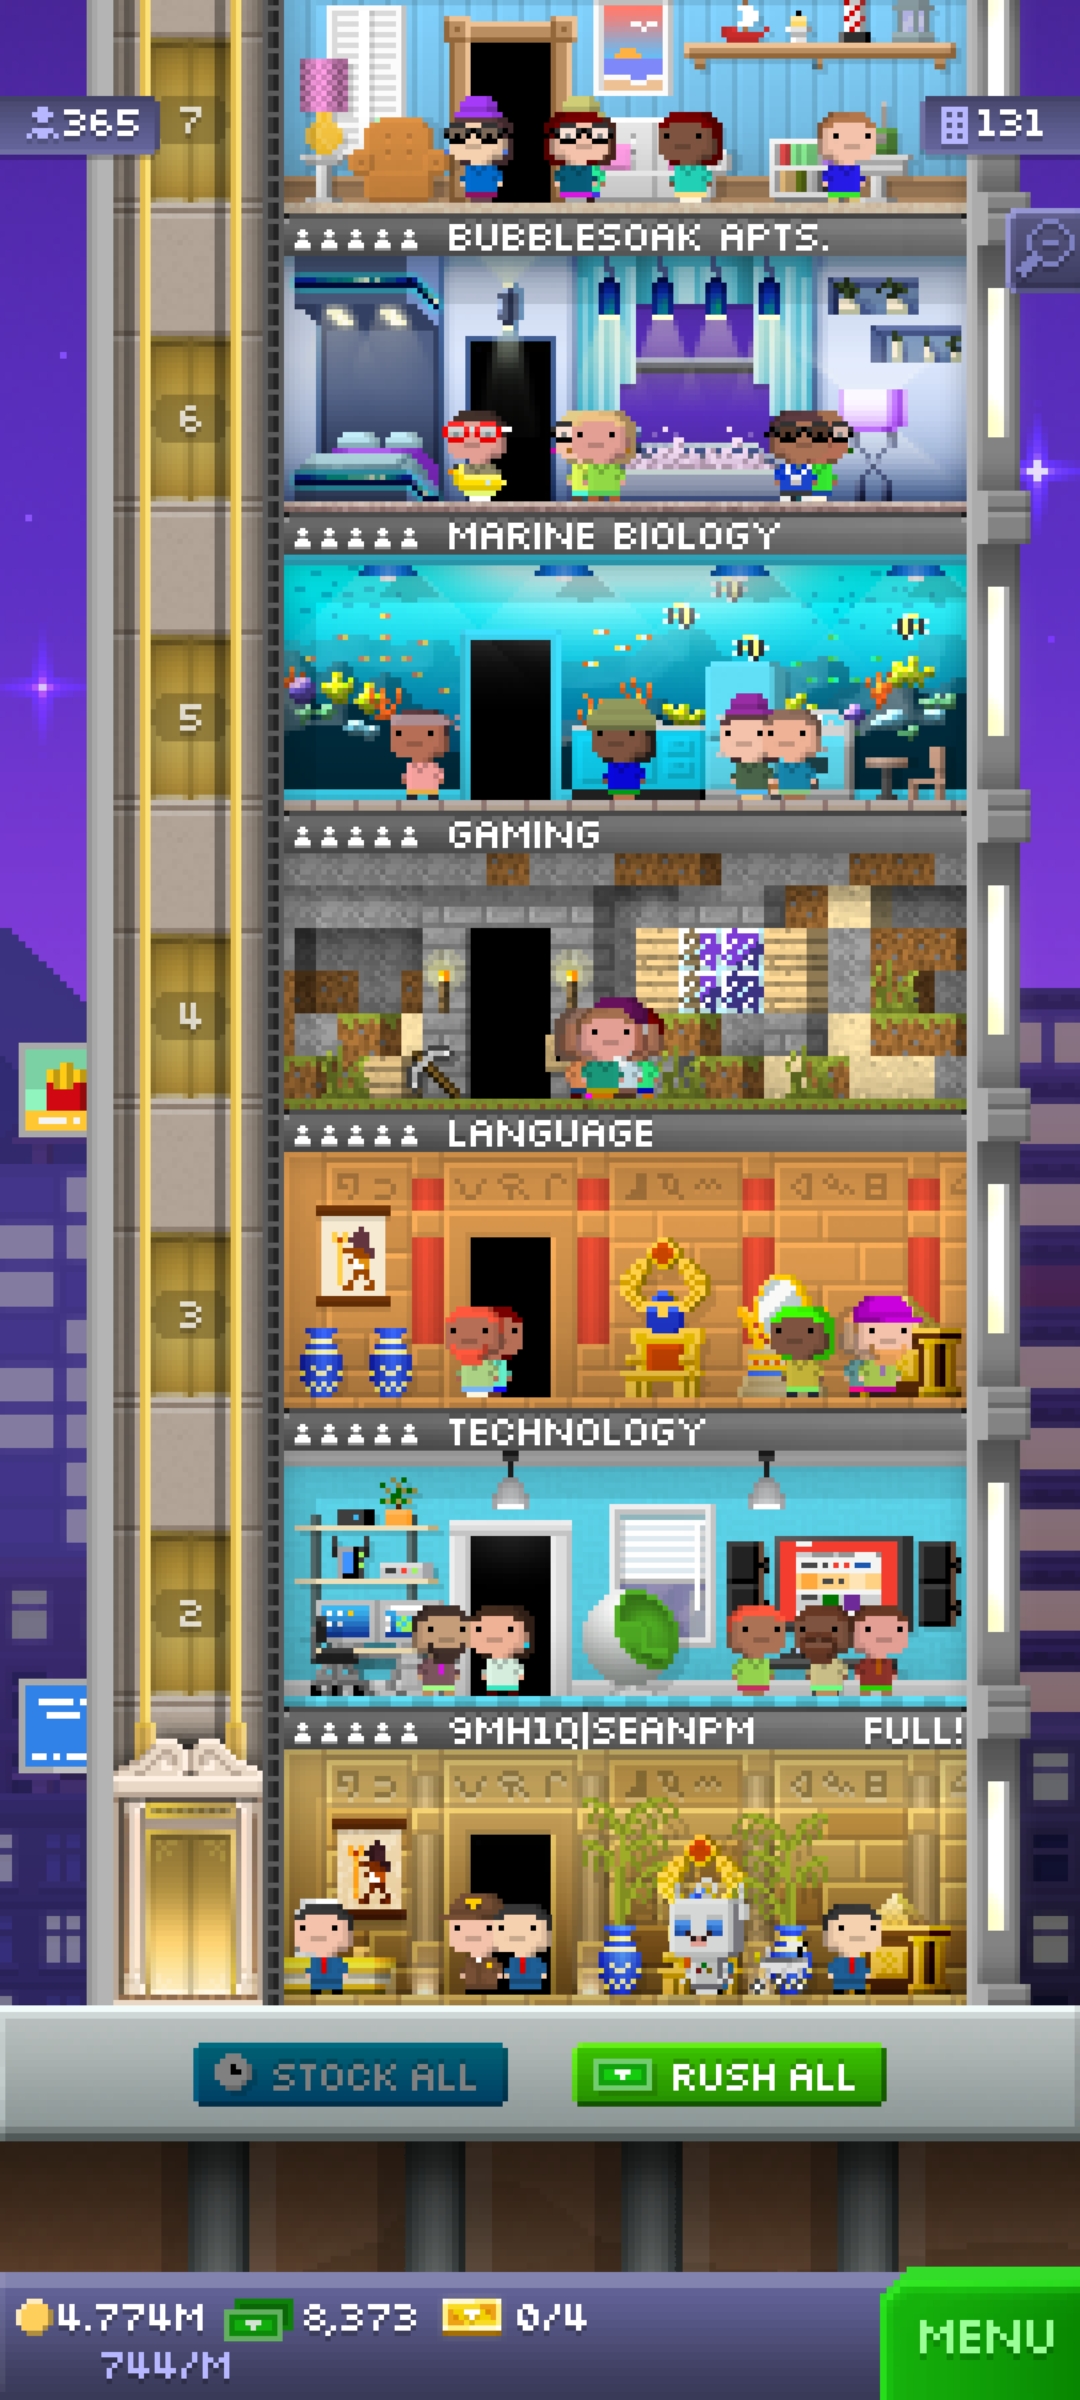 7
365
131
BUBBLESOAK APTS.
6
MARINE BIOLOGY
5
GAMING
4
LANGUAGE
3
TECHNOLOGY
2
9MH1Q|SEANPM FULL!
STOCK ALL
RUSH ALL
4.774M 8,373 0/4
744/M
MENU